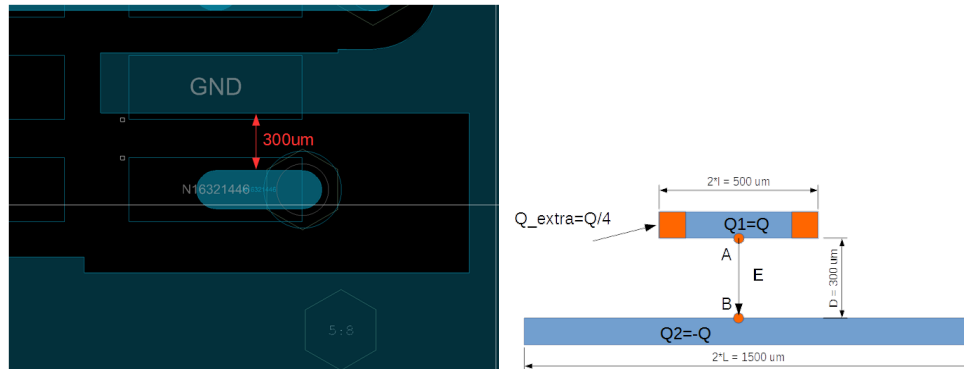 GND
300um
N16321446
5:8
2*l = 500 um
Q_extra=Q/4
Q1=Q
A
E
D = 300 um
B
Q2=-Q
2*L = 1500 um